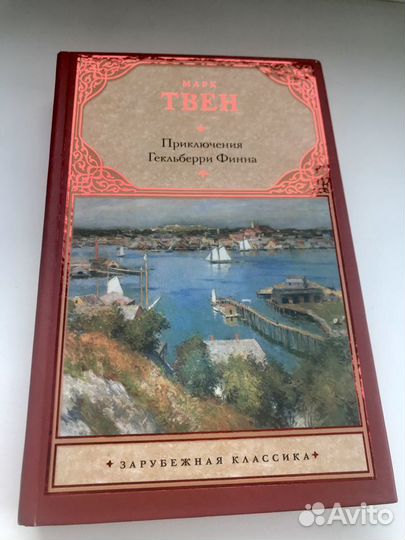 МАРК
ТВЕН
Приключения
Гекльберри Финна
ЗАРУБЕЖНАЯ КЛАССИКА
Avito